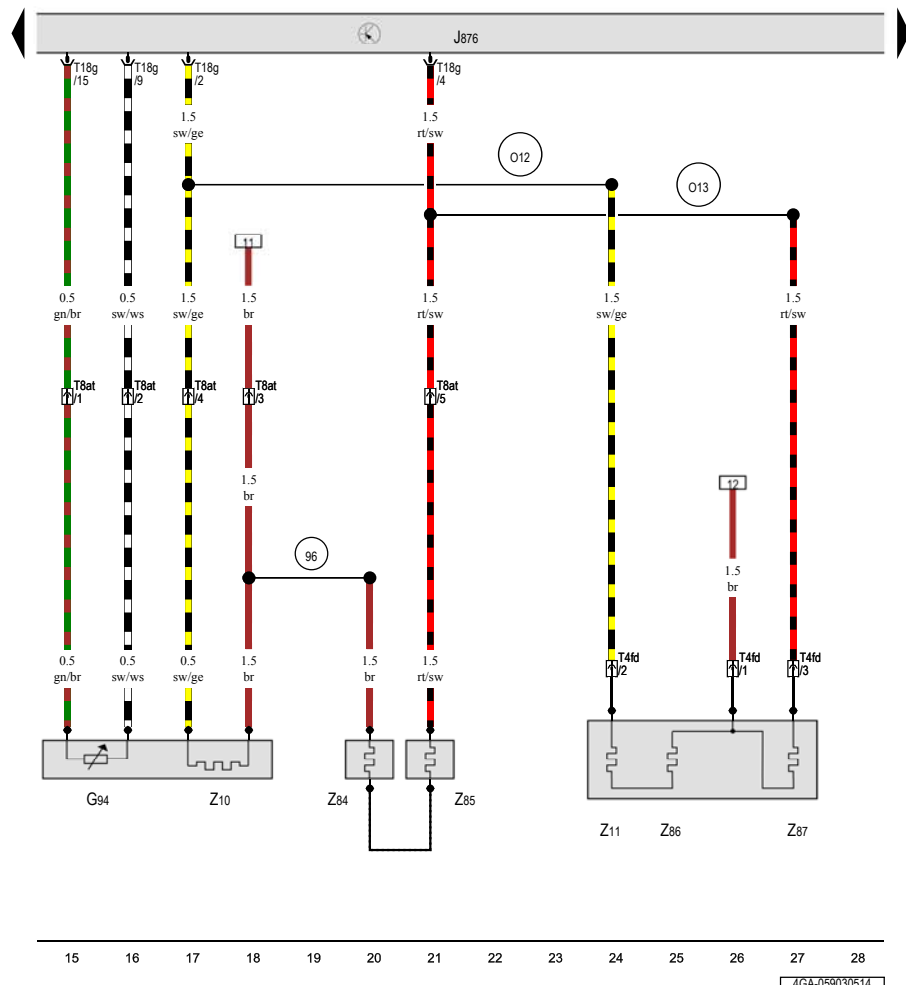 J876
T18g T18g T18g T18g
/15 /9 /2 /4
1.5 1.5
sw/ge rt/sw
O12
O13
11
0.5 0.5 1.5 1.5 1.5 1.5 1.5
gn/br sw/ws sw/ge br rt/sw sw/ge rt/sw
T8at T8at T8at T8at T8at
/1 /2 /4 /3 /5
1.5
br
12
96
1.5
br
0.5 0.5 0.5 1.5 1.5 1.5
gn/br sw/ws sw/ge br br rt/sw
T4fd T4fd T4fd
/2 /1 /3
G94 Z10 Z84 Z85
Z11 Z86 Z87
15 16 17 18 19 20 21 22 23 24 25 26 27 28
4GA-059030514